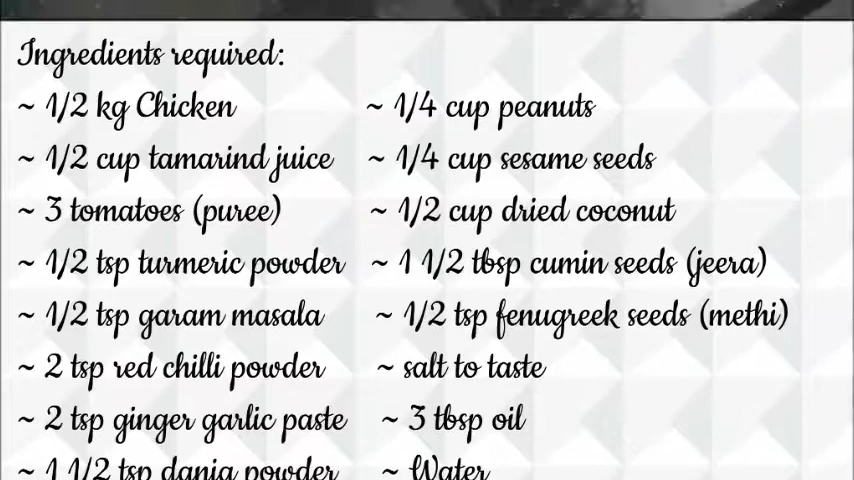 Ingredients required:
~ 1/2 kg Chicken ~ 1/4 cup peanuts
~ 1/2 cup tamarind juice ~ 1/4 cup sesame seeds
~ 3 tomatoes (puree) ~ 1/2 cup dried coconut
~ 1/2 tsp turmeric powder ~ 1 1/2 tbsp cumin seeds (jeera)
~ 1/2 tsp garam masala ~ 1/2 tsp fenugreek seeds (methi)
~ 2 tsp red chilli powder ~ salt to taste
~ 2 tsp ginger garlic paste ~ 3 tbsp oil
~ 1 1/2 tsp dania powder ~ Water